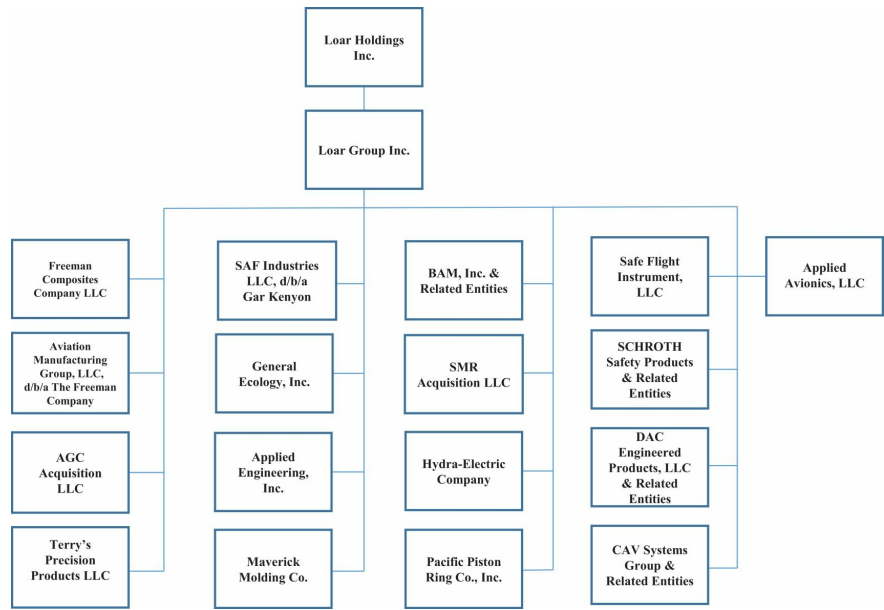 Loar Holdings
Inc.
Loar Group Inc.
Freeman
Composites
Company LLC
SAF Industries
LLC, d/b/a
Gar Kenyon
BAM, Inc. &
Related Entities
Safe Flight
Instrument,
LLC
Applied
Avionics, LLC
Aviation
Manufacturing
Group, LLC,
d/b/a The Freeman
Company
General
Ecology, Inc.
SMR
Acquisition LLC
SCHROTH
Safety Products
& Related
Entities
AGC
Acquisition
LLC
Applied
Engineering,
Inc.
Hydra-Electric
Company
DAC
Engineered
Products, LLC
& Related
Entities
Terry’s
Precision
Products LLC
Maverick
Molding Co.
Pacific Piston
Ring Co., Inc.
CAV Systems
Group &
Related Entities